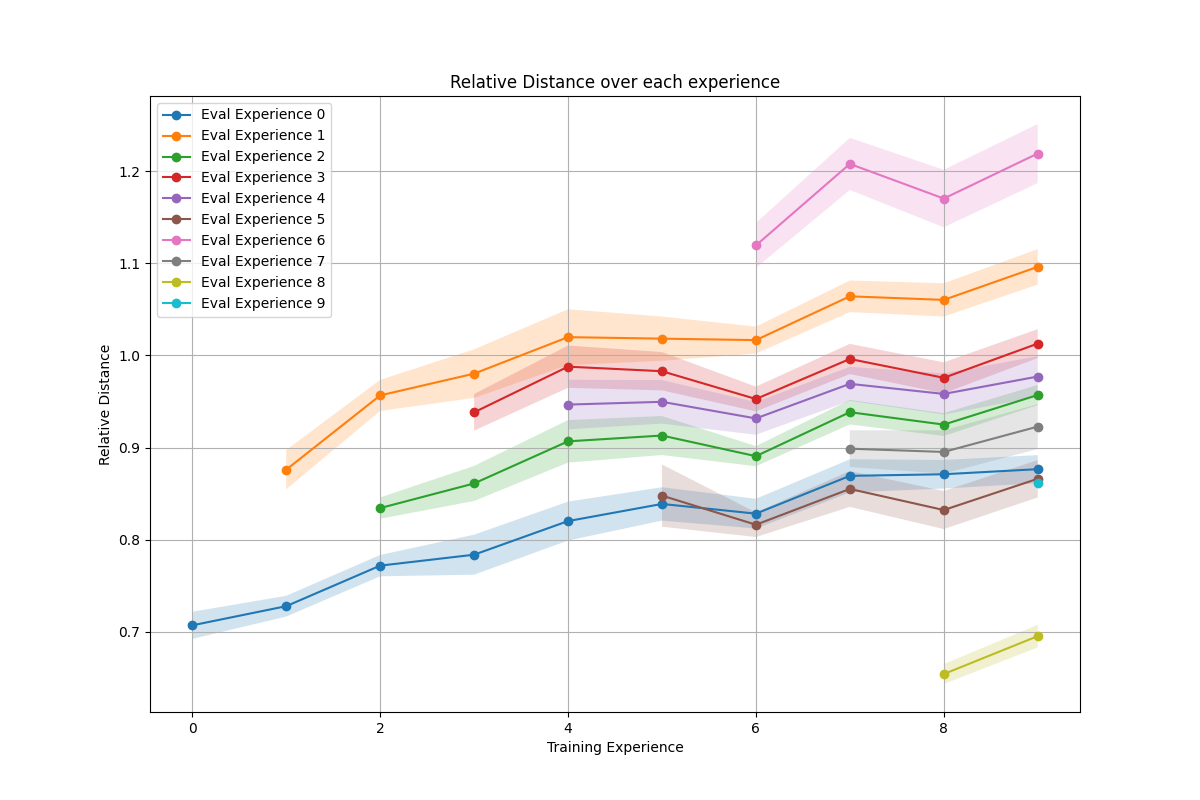 Relative Distance over each experience
Eval Experience 0
Eval Experience 1
Eval Experience 2
Eval Experience 3
Eval Experience 4
Eval Experience 5
Eval Experience 6
Eval Experience 7
Eval Experience 8
Eval Experience 9
Relative Distance
1.2
1.1
1.0
0.9
0.8
0.7
0 2 4 6 8
Training Experience